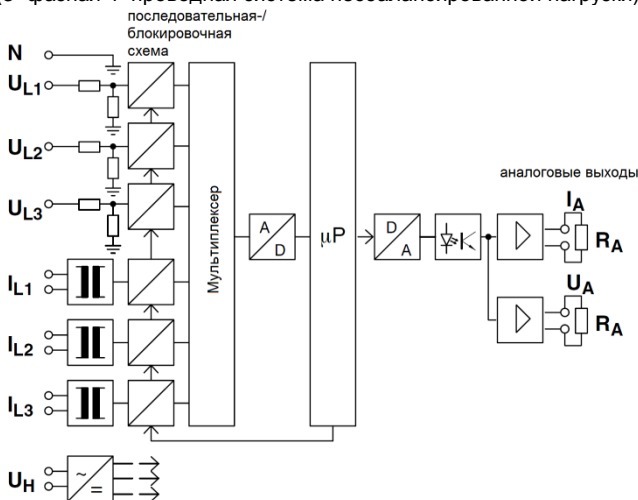 (3- фазная 4- проводная система несбалансированной нагрузки)
последовательная-/
блокировочная
схема
N
UL1
UL2
UL3
IL1
IL2
IL3
UH
~
=
Мультиплексер
A
D
µP
D
A
аналоговые выходы
IA
RA
UA
RA